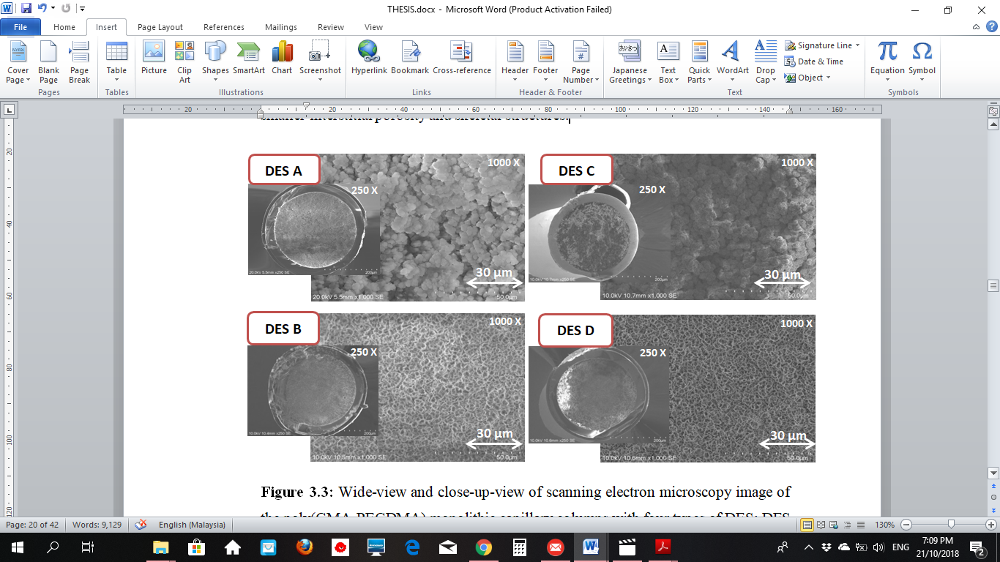 THESIS.docx - Microsoft Word (Product Activation Failed)
File Home Insert Page Layout References Mailings Review View
Cover Page Blank Page Page Break Table Picture Clip Art Shapes SmartArt Chart Screenshot Hyperlink Bookmark Cross-reference Header Footer Page Number Japanese Greetings Text Box Quick Parts WordArt Drop Cap Signature Line Date & Time Object Equation Symbol
Pages Tables Illustrations Links Header & Footer Text Symbols
20 20 40 60 80 100 120 140 160
smaller interstitial porosity and skeletal structures.
DES A
1000 X
250 X
30 µm
20.0kV 5.5mm x250 SE 200µm
20.0kV 5.5mm x1,000 SE 50.0µm
DES C
1000 X
250 X
30 µm
10.0kV 10.7mm x250 SE 200µm
10.0kV 10.7mm x1,000 SE 50.0µm
DES B
1000 X
250 X
30 µm
10.0kV 10.4mm x250 SE 200µm
10.0kV 10.5mm x1,000 SE 50.0µm
DES D
1000 X
250 X
30 µm
10.0kV 10.6mm x250 SE 200µm
10.0kV 10.6mm x1,000 SE 50.0µm
Figure 3.3: Wide-view and close-up-view of scanning electron microscopy image of
the poly(GMA-PEGDMA) monolithic capillary columns with four types of DES; DES
20
40
60
80
100
120
Page: 20 of 42 Words: 9,129 English (Malaysia) 130%
ENG 7:09 PM
21/10/2018 2